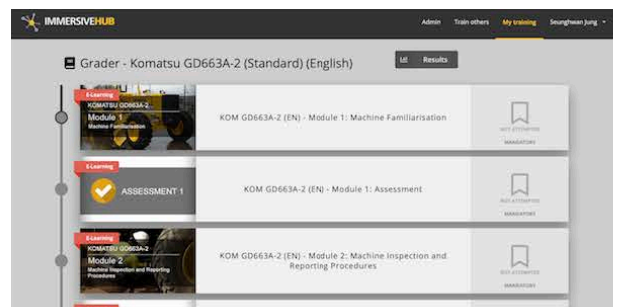 IMMERSIVEHUB
Admin Train others My training Seunghwan Jung
Grader - Komatsu GD663A-2 (Standard) (English)
Results
E-Learning
KOMATSU GD663A-2
Module 1
Machine Familiarisation
KOM GD663A-2 (EN) - Module 1: Machine Familiarisation
NOT ATTEMPTED
MANDATORY
E-Learning
ASSESSMENT 1
KOM GD663A-2 (EN) - Module 1: Assessment
NOT ATTEMPTED
MANDATORY
E-Learning
KOMATSU GD663A-2
Module 2
Machine Inspection and Reporting
Procedures
KOM GD663A-2 (EN) - Module 2: Machine Inspection and
Reporting Procedures
NOT ATTEMPTED
MANDATORY
E-Learning